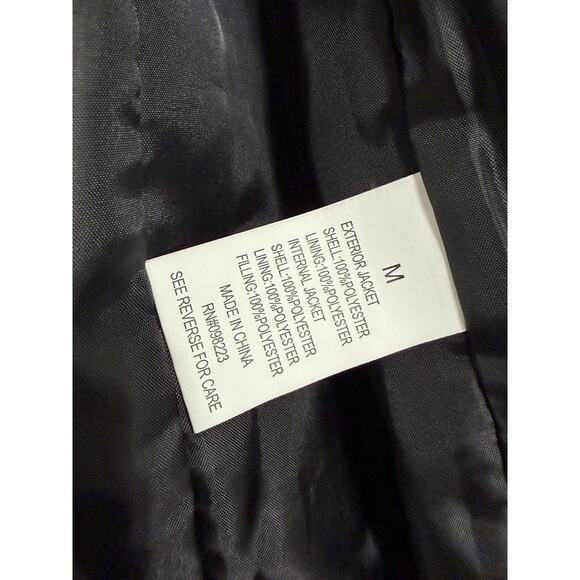 M
EXTERIOR JACKET
SHELL:100%POLYESTER
LINING:100%POLYESTER
INTERNAL JACKET
SHELL:100%POLYESTER
LINING:100%POLYESTER
FILLING:100%POLYESTER
MADE IN CHINA
RN#098223
SEE REVERSE FOR CARE